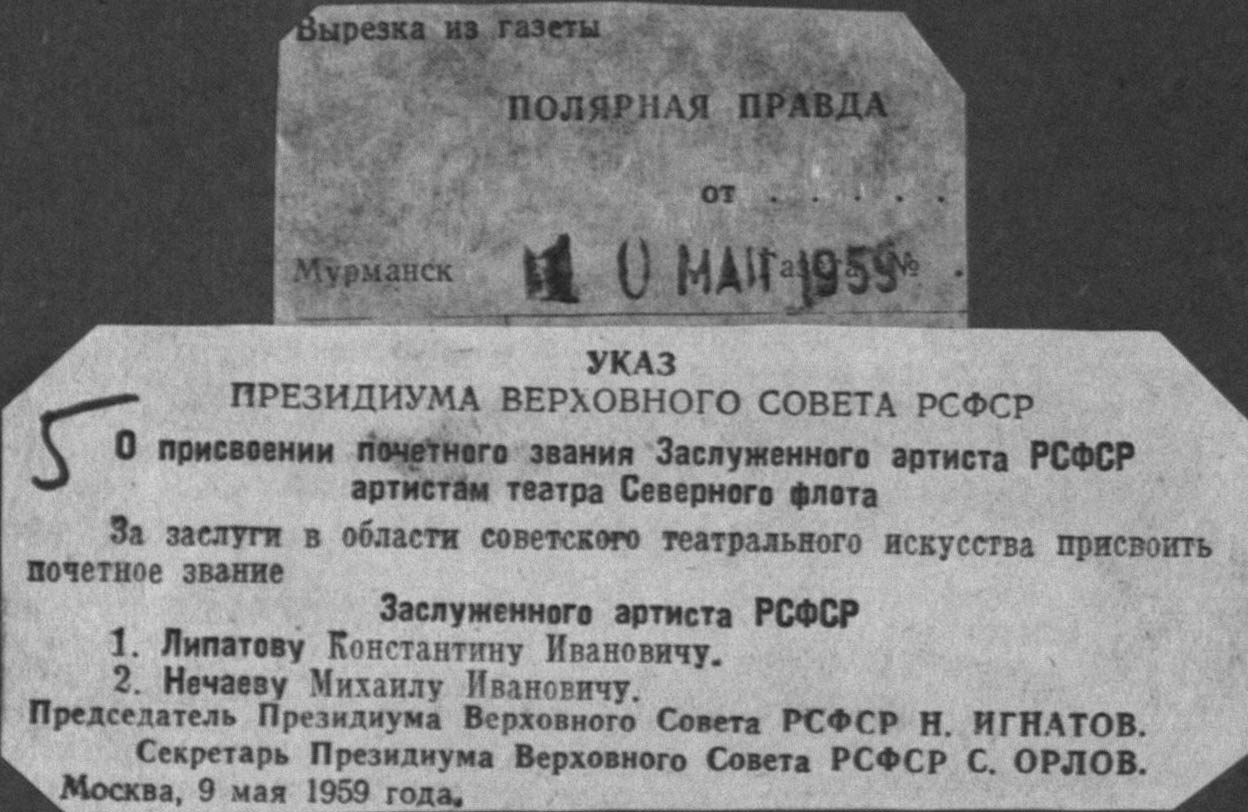 Вырезка из газеты
ПОЛЯРНАЯ ПРАВДА
от . . . . .
Мурманск 10 МАЙ 1959 Газета №  .
УКАЗ
ПРЕЗИДИУМА ВЕРХОВНОГО СОВЕТА РСФСР
5
О присвоении почетного звания Заслуженного артиста РСФСР
артистам театра Северного флота
За заслуги в области советского театрального искусства присвоить
почетное звание
Заслуженного артиста РСФСР
1. Липатову Константину Ивановичу.
2. Нечаеву Михаилу Ивановичу.
Председатель Президиума Верховного Совета РСФСР Н. ИГНАТОВ.
Секретарь Президиума Верховного Совета РСФСР С. ОРЛОВ.
Москва, 9 мая 1959 года.